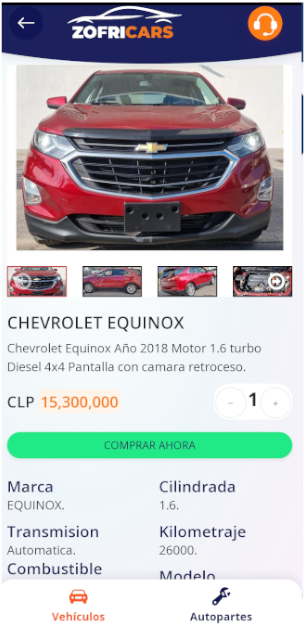 ZOFRICARS
CHEVROLET EQUINOX
Chevrolet Equinox Año 2018 Motor 1.6 turbo
Diesel 4x4 Pantalla con camara retroceso.
CLP 15,300,000
- 1 +
COMPRAR AHORA
Marca
EQUINOX.
Cilindrada
1.6.
Transmision
Automatica.
Kilometraje
26000.
Combustible
Modelo
Vehículos
Autopartes